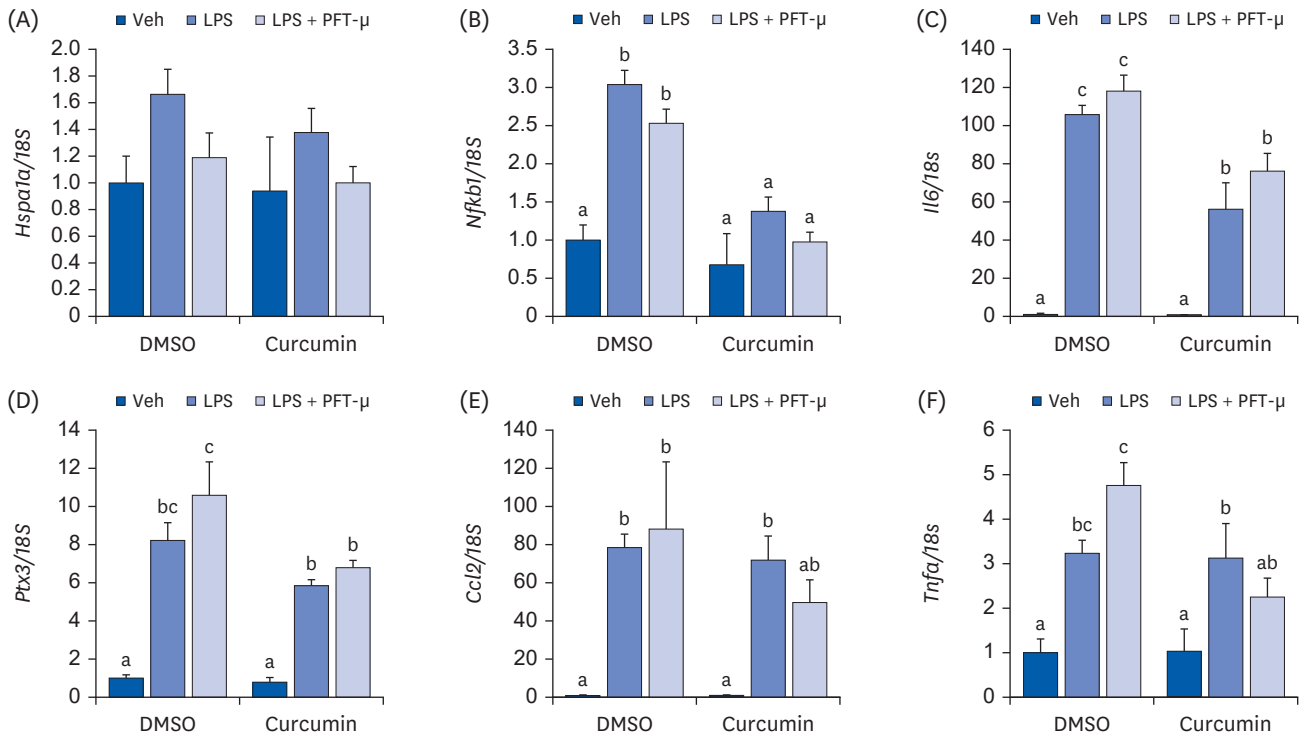 (A)
Veh LPS LPS + PFT-μ
Hspa1a/18S
2.0
1.8
1.6
1.4
1.2
1.0
0.8
0.6
0.4
0.2
0
DMSO Curcumin
(B)
Veh LPS LPS + PFT-μ
Nfkb1/18S
3.5
3.0
2.5
2.0
1.5
1.0
0.5
0
a b b a a a
DMSO Curcumin
(C)
Veh LPS LPS + PFT-μ
Il6/18s
140
120
100
80
60
40
20
0
a c c a b b
DMSO Curcumin
(D)
Veh LPS LPS + PFT-μ
Ptx3/18S
14
12
10
8
6
4
2
0
a bc c a b b
DMSO Curcumin
(E)
Veh LPS LPS + PFT-μ
Ccl2/18S
140
120
100
80
60
40
20
0
a b b a b ab
DMSO Curcumin
(F)
Veh LPS LPS + PFT-μ
Tnfa/18s
6
5
4
3
2
1
0
a bc c a b ab
DMSO Curcumin